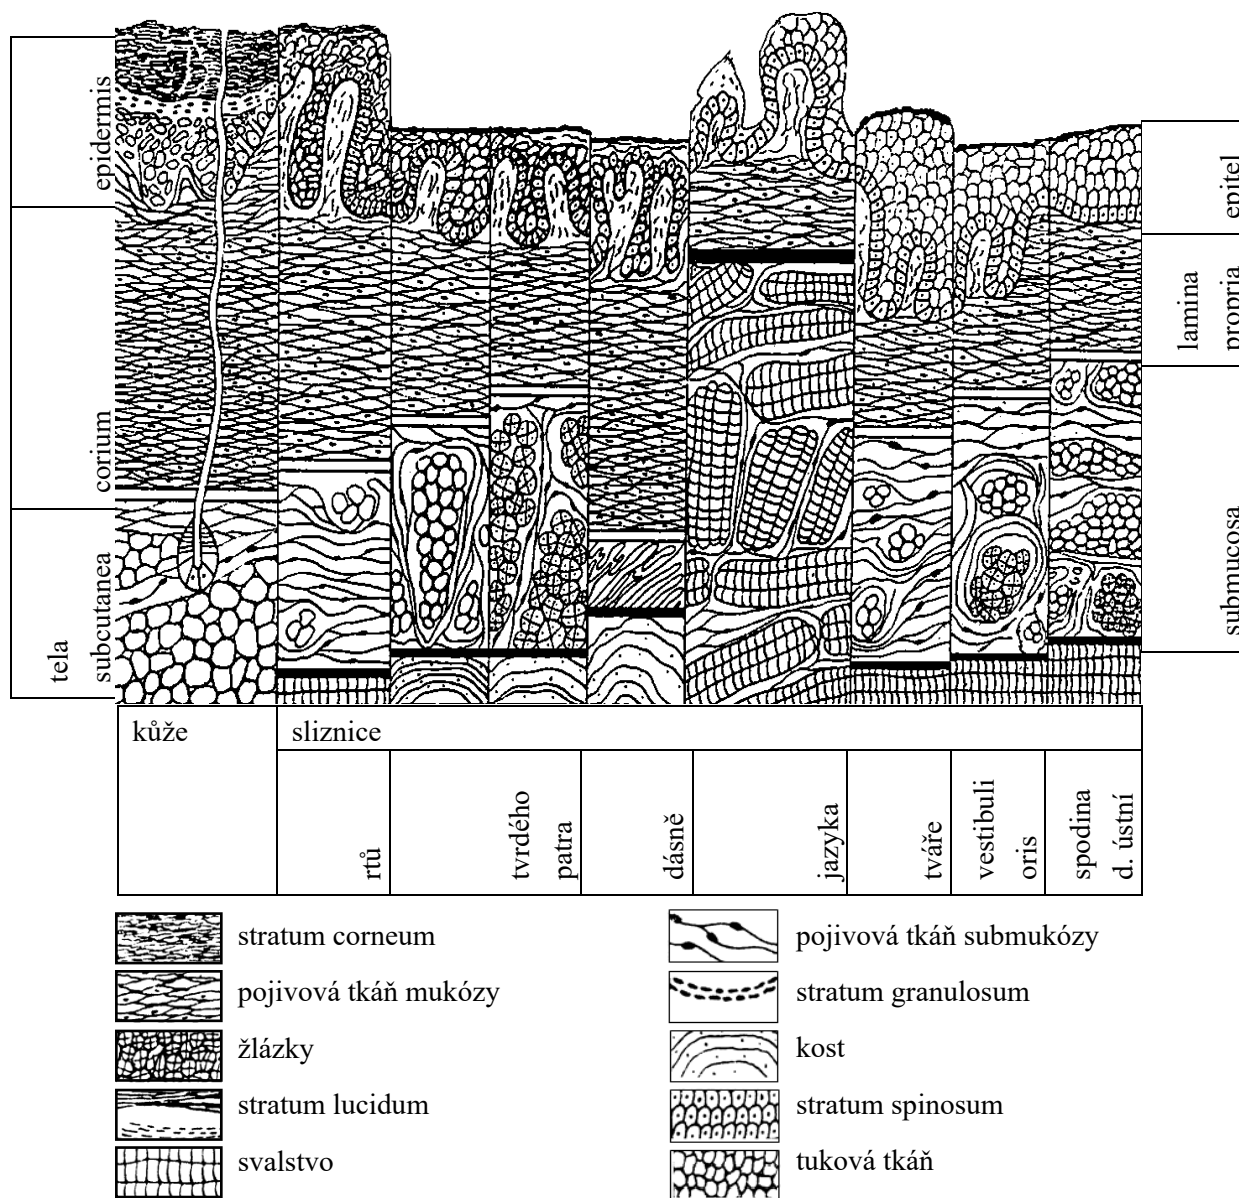 epidermis
corium
tela
subcutanea
epitel
lamina
propria
submucosa
kůže
sliznice
rtů
tvrdého
patra
dásně
jazyka
tváře
vestibuli
oris
spodina
d. ústní
stratum corneum
pojivová tkáň mukózy
žlázky
stratum lucidum
svalstvo
pojivová tkáň submukózy
stratum granulosum
kost
stratum spinosum
tuková tkáň